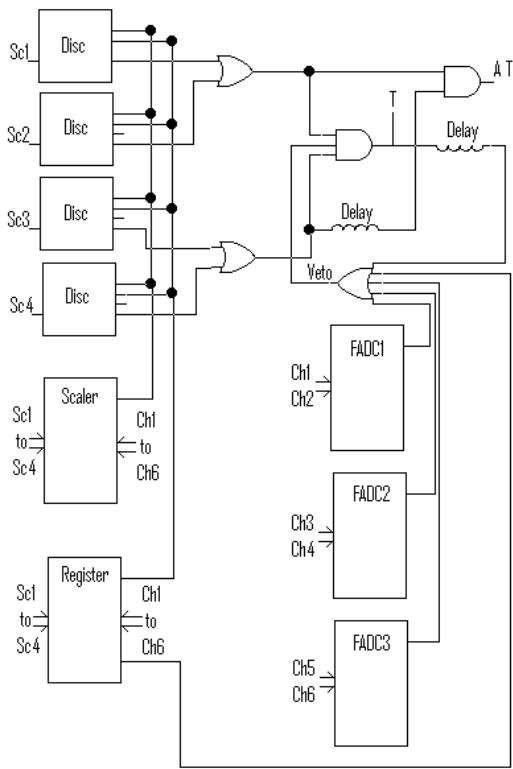 Sc1
Disc
Sc2
Disc
Sc3
Disc
Sc4
Disc
A T
T
Delay
Delay
Veto
Scaler
Sc1
to
Sc4
Ch1
to
Ch6
Register
Sc1
to
Sc4
Ch1
to
Ch6
FADC1
Ch1
Ch2
FADC2
Ch3
Ch4
FADC3
Ch5
Ch6